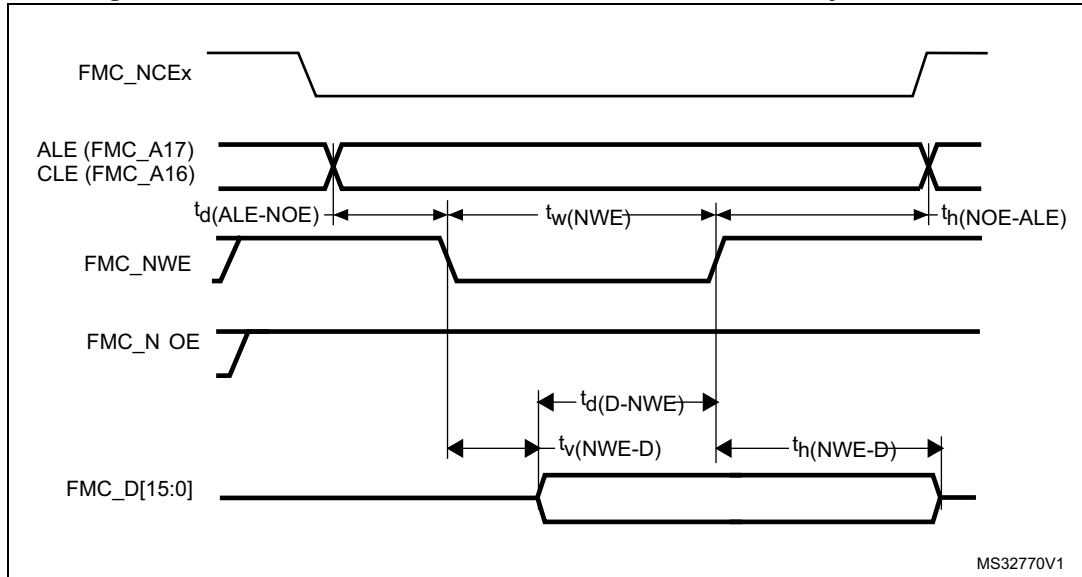 FMC_NCEx
ALE (FMC_A17)
CLE (FMC_A16)
td(ALE-NOE) tw(NWE) th(NOE-ALE)
FMC_NWE
FMC_N OE
td(D-NWE)
tv(NWE-D) th(NWE-D)
FMC_D[15:0]
MS32770V1